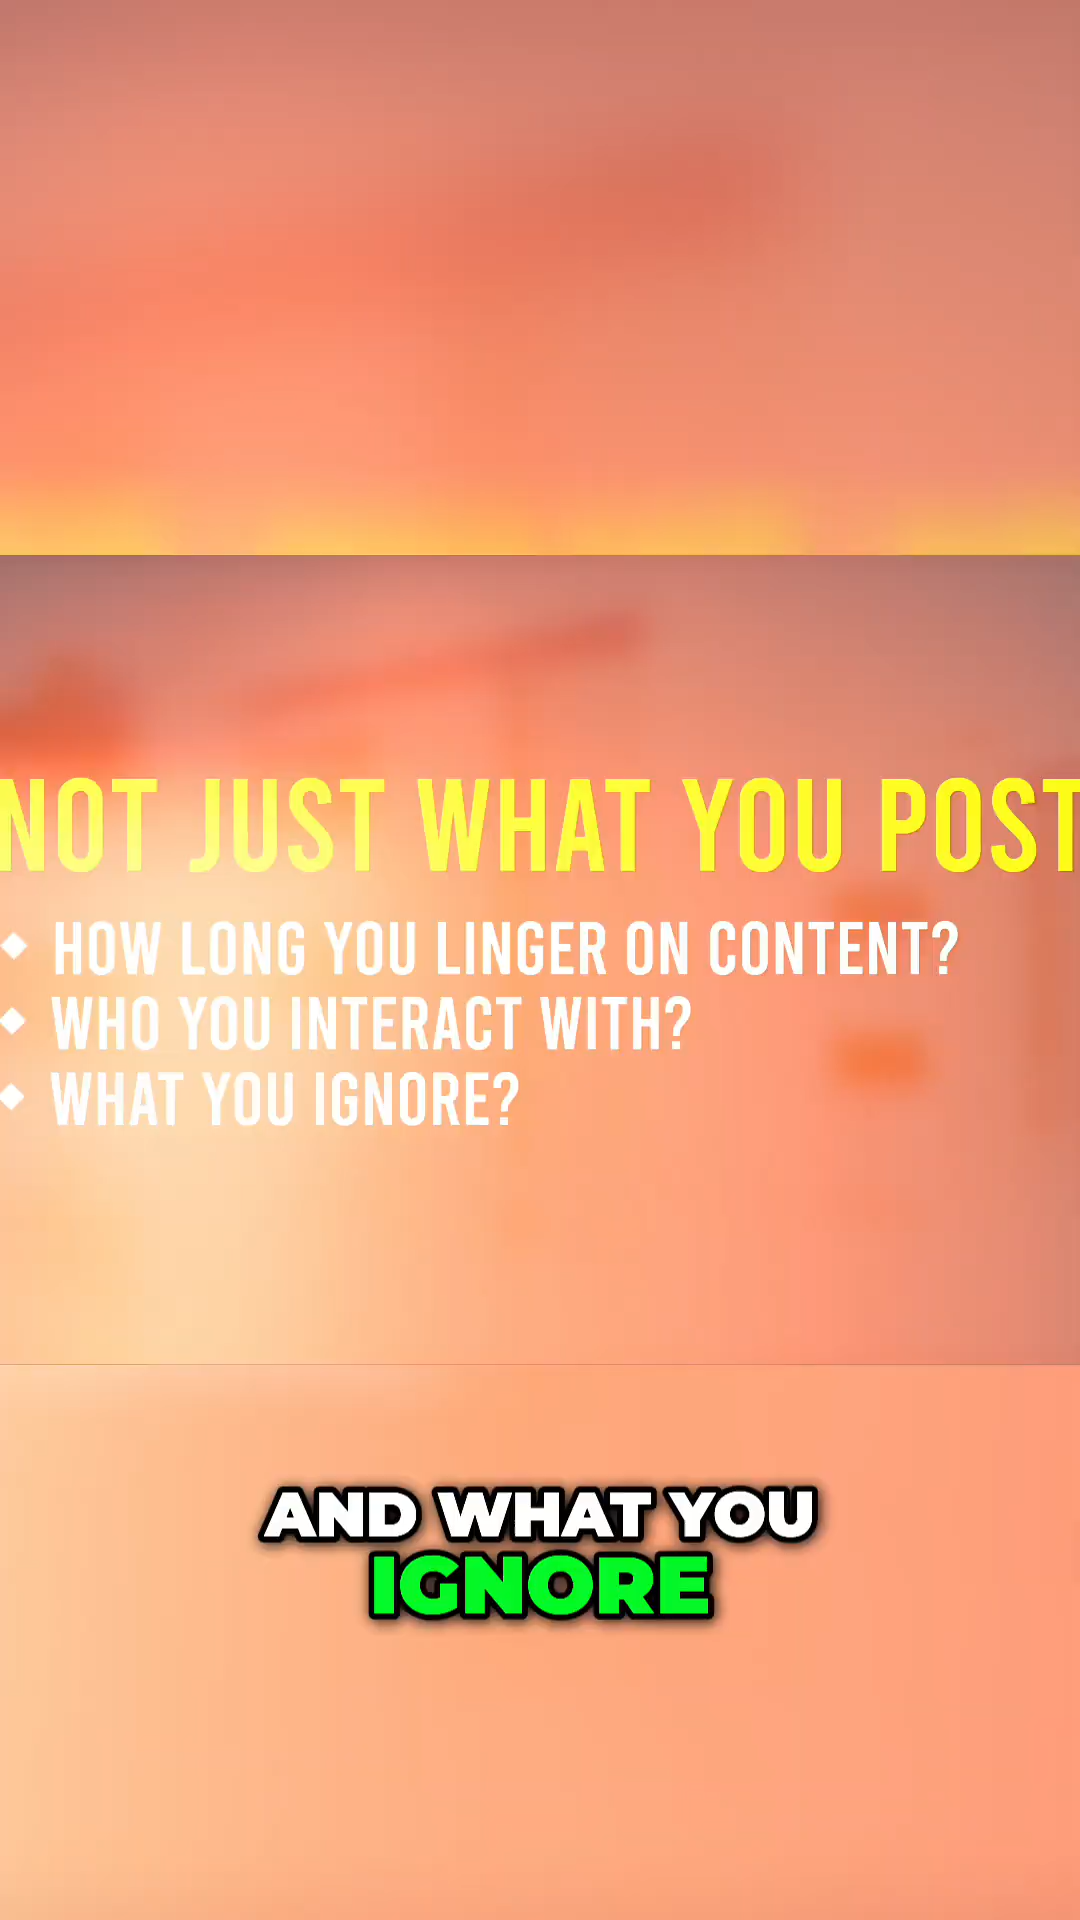 NOT JUST WHAT YOU POST
◆ HOW LONG YOU LINGER ON CONTENT?
◆ WHO YOU INTERACT WITH?
◆ WHAT YOU IGNORE?
AND WHAT YOU
IGNORE